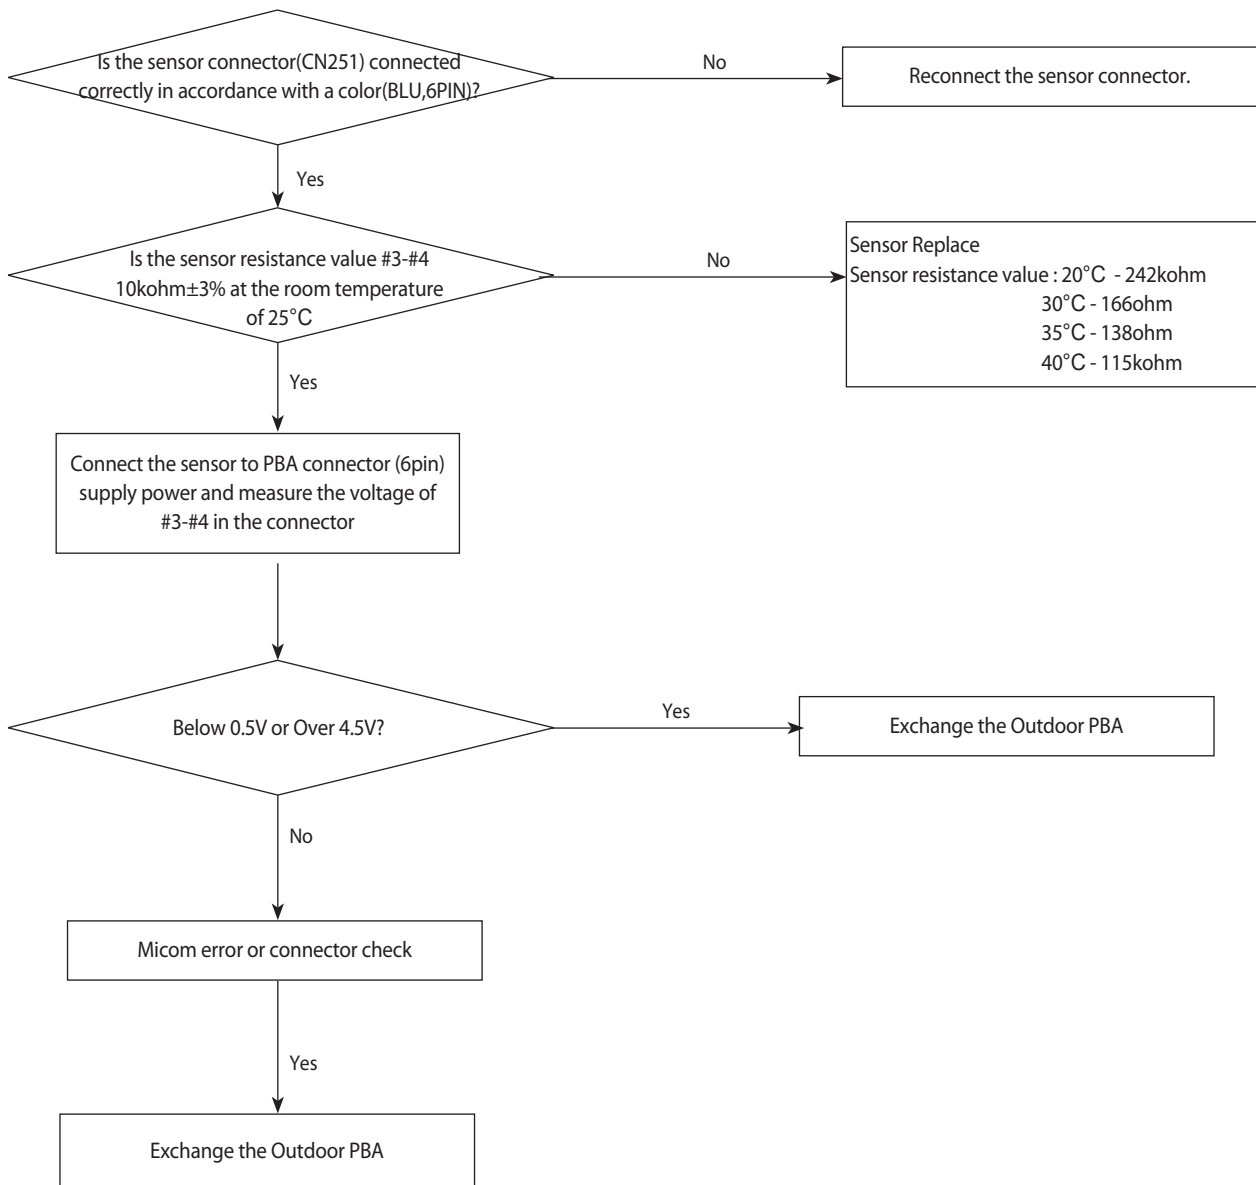 Is the sensor connector(CN251) connected
correctly in accordance with a color(BLU,6PIN)?
No
Reconnect the sensor connector.
Yes
Is the sensor resistance value #3-#4
10kohm±3% at the room temperature
of 25°C
No
Sensor Replace
Sensor resistance value : 20°C - 242kohm
30°C - 166ohm
35°C - 138ohm
40°C - 115kohm
Yes
Connect the sensor to PBA connector (6pin)
supply power and measure the voltage of
#3-#4 in the connector
Below 0.5V or Over 4.5V?
Yes
Exchange the Outdoor PBA
No
Micom error or connector check
Yes
Exchange the Outdoor PBA